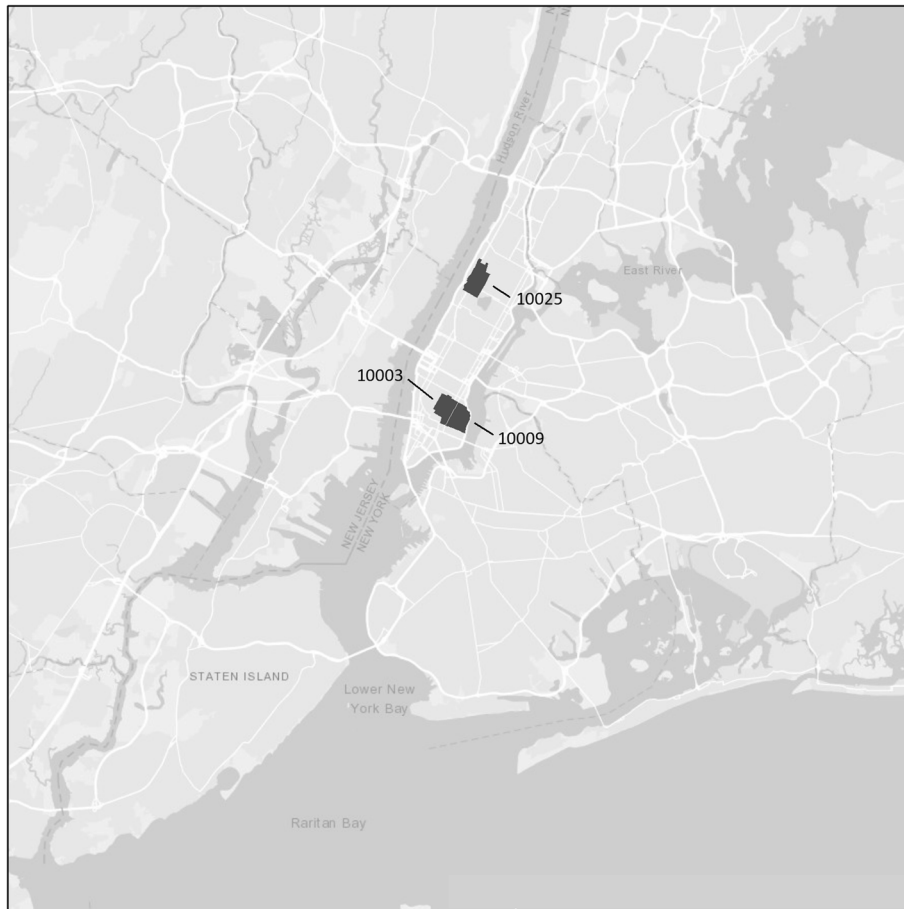 Hudson River
East River
10025
10003
10009
NEW JERSEY
NEW YORK
STATEN ISLAND
Lower New
York Bay
Raritan Bay